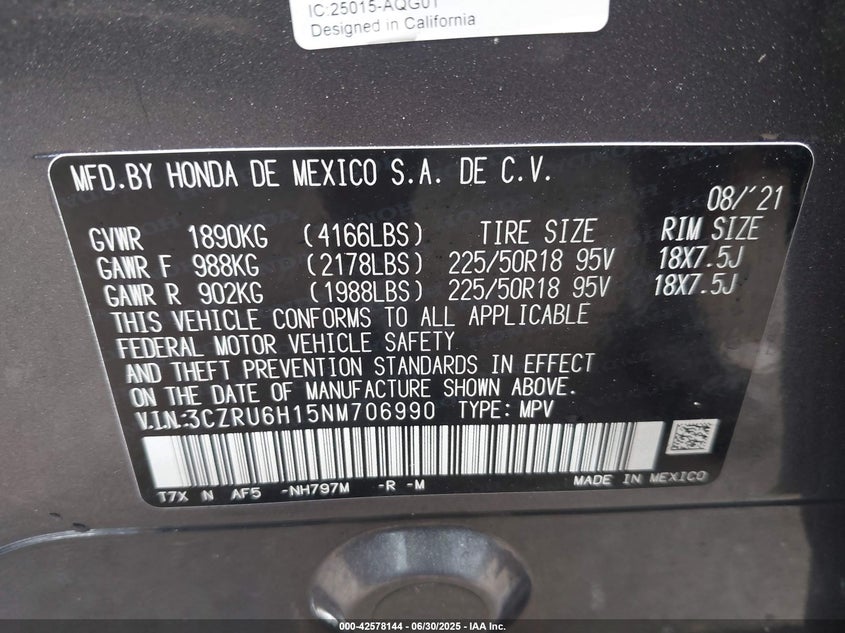 IC:25015-AQG01
Designed in California
MFD.BY HONDA DE MEXICO S.A. DE C.V.
08/'21
GVWR 1890KG (4166LBS) TIRE SIZE RIM SIZE
GAWR F 988KG (2178LBS) 225/50R18 95V 18X7.5J
GAWR R 902KG (1988LBS) 225/50R18 95V 18X7.5J
THIS VEHICLE CONFORMS TO ALL APPLICABLE
FEDERAL MOTOR VEHICLE SAFETY
AND THEFT PREVENTION STANDARDS IN EFFECT
ON THE DATE OF MANUFACTURE SHOWN ABOVE.
V.I.N.:3CZRU6H15NM706990 TYPE: MPV
T7X N AF5 -NH797M -R -M MADE IN MEXICO
000-42578144 - 06/30/2025 - IAA Inc.